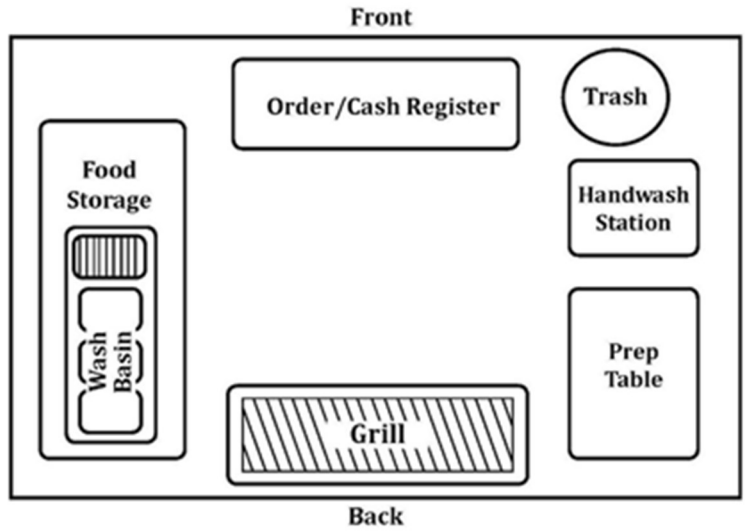 Front
Order/Cash Register
Trash
Food
Storage
Handwash
Station
Wash
Basin
Prep
Table
Grill
Back